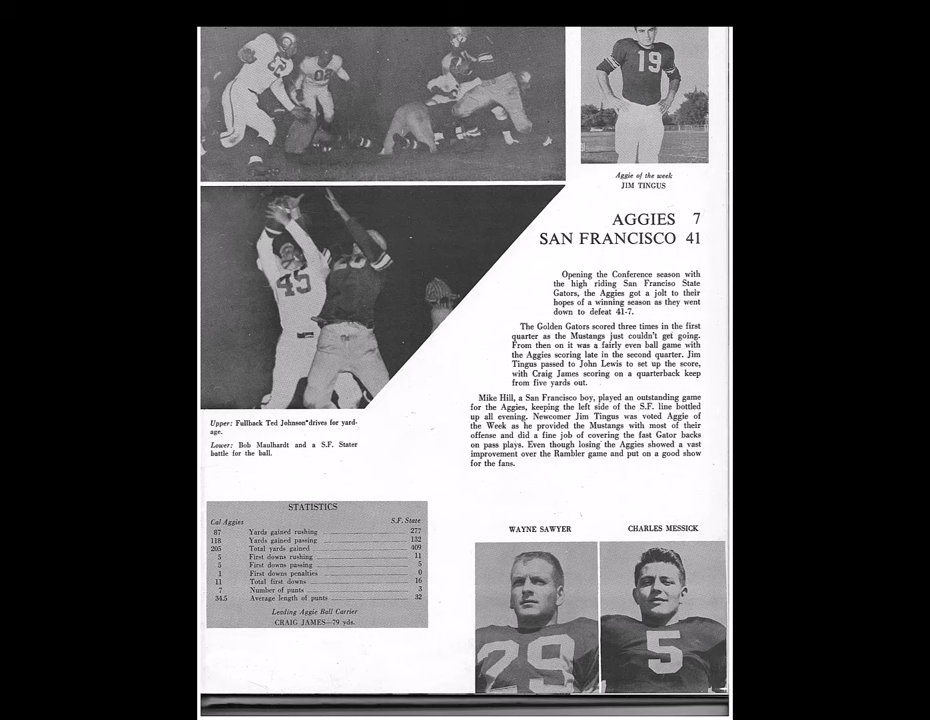 02
19
Aggie of the week
JIM TINGUS
AGGIES 7
SAN FRANCISCO 41
45
Opening the Conference season with
the high riding San Franciso State
Gators, the Aggies got a jolt to their
hopes of a winning season as they went
down to defeat 41-7.
The Golden Gators scored three times in the first
quarter as the Mustangs just couldn't get going.
From then on it was a fairly even ball game with
the Aggies scoring late in the second quarter. Jim
Tingus passed to John Lewis to set up the score,
with Craig James scoring on a quarterback keep
from five yards out.
Mike Hill, a San Francisco boy, played an outstanding game
for the Aggies, keeping the left side of the S.F. line bottled
up all evening. Newcomer Jim Tingus was voted Aggie of
the Week as he provided the Mustangs with most of their
offense and did a fine job of covering the fast Gator backs
on pass plays. Even though losing the Aggies showed a vast
improvement over the Rambler game and put on a good show
for the fans.
Upper: Fullback Ted Johnson drives for yard-
age.
Lower: Bob Maulhardt and a S.F. Stater
battle for the ball.
STATISTICS
Cal Aggies S.F. State
87 Yards gained rushing 277
118 Yards gained passing 132
205 Total yards gained 409
5 First downs rushing 11
5 First downs passing 5
1 First downs penalties 0
11 Total first downs 16
7 Number of punts 3
34.5 Average length of punts 32
Leading Aggie Ball Carrier
CRAIG JAMES—79 yds.
WAYNE SAWYER CHARLES MESSICK
79 5